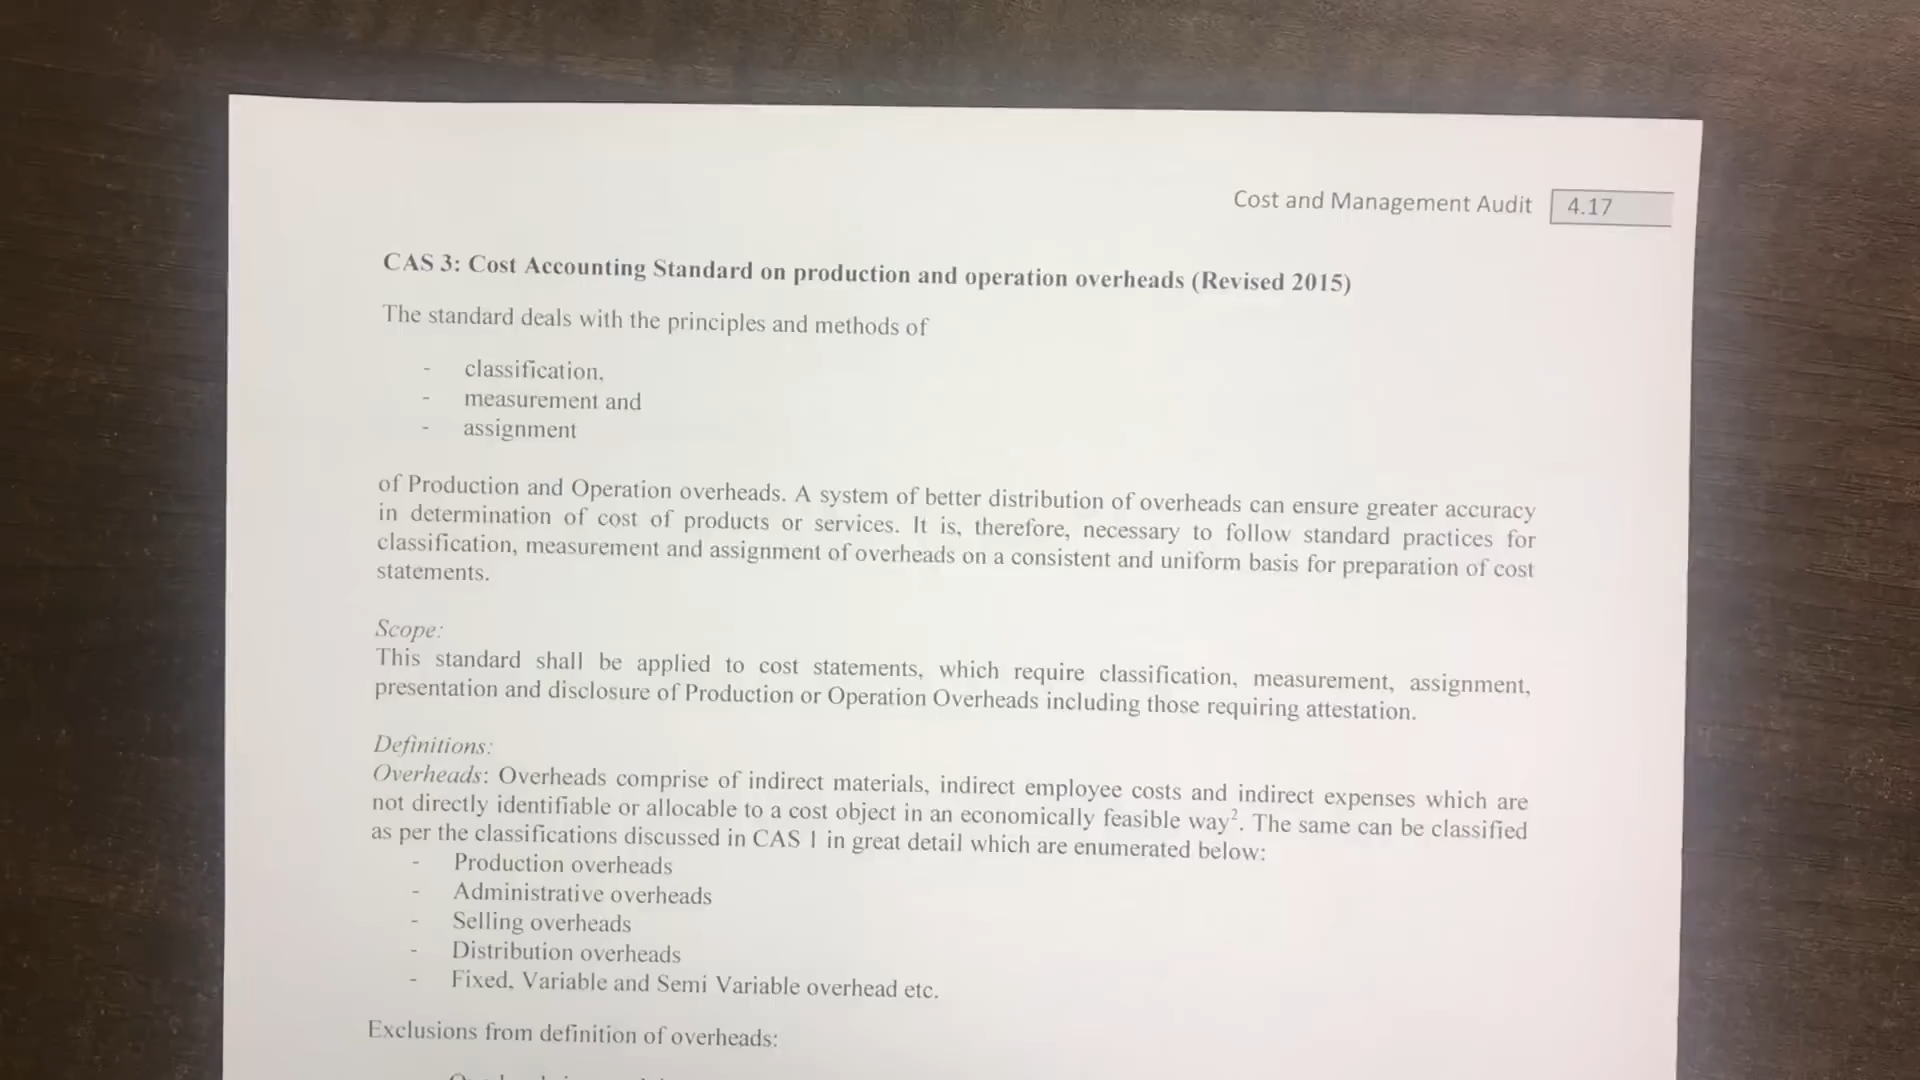 Cost and Management Audit 4.17
CAS 3: Cost Accounting Standard on production and operation overheads (Revised 2015)
The standard deals with the principles and methods of
- classification,
- measurement and
- assignment
of Production and Operation overheads. A system of better distribution of overheads can ensure greater accuracy
in determination of cost of products or services. It is, therefore, necessary to follow standard practices for
classification, measurement and assignment of overheads on a consistent and uniform basis for preparation of cost
statements.
Scope:
This standard shall be applied to cost statements, which require classification, measurement, assignment,
presentation and disclosure of Production or Operation Overheads including those requiring attestation.
Definitions:
Overheads: Overheads comprise of indirect materials, indirect employee costs and indirect expenses which are
not directly identifiable or allocable to a cost object in an economically feasible way². The same can be classified
as per the classifications discussed in CAS 1 in great detail which are enumerated below:
- Production overheads
- Administrative overheads
- Selling overheads
- Distribution overheads
- Fixed, Variable and Semi Variable overhead etc.
Exclusions from definition of overheads: